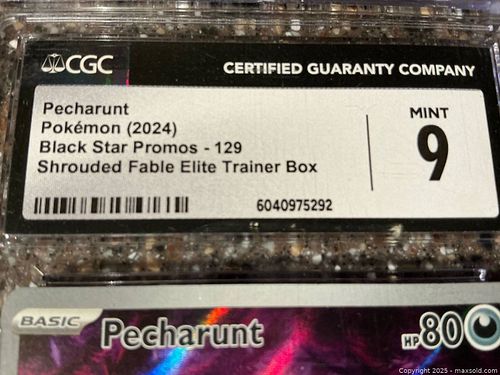 CGC
CERTIFIED GUARANTY COMPANY
Pecharunt
Pokémon (2024)
Black Star Promos - 129
Shrouded Fable Elite Trainer Box
MINT
9
6040975292
BASIC
Pecharunt
HP80
Copyright 2025 - maxsold.com